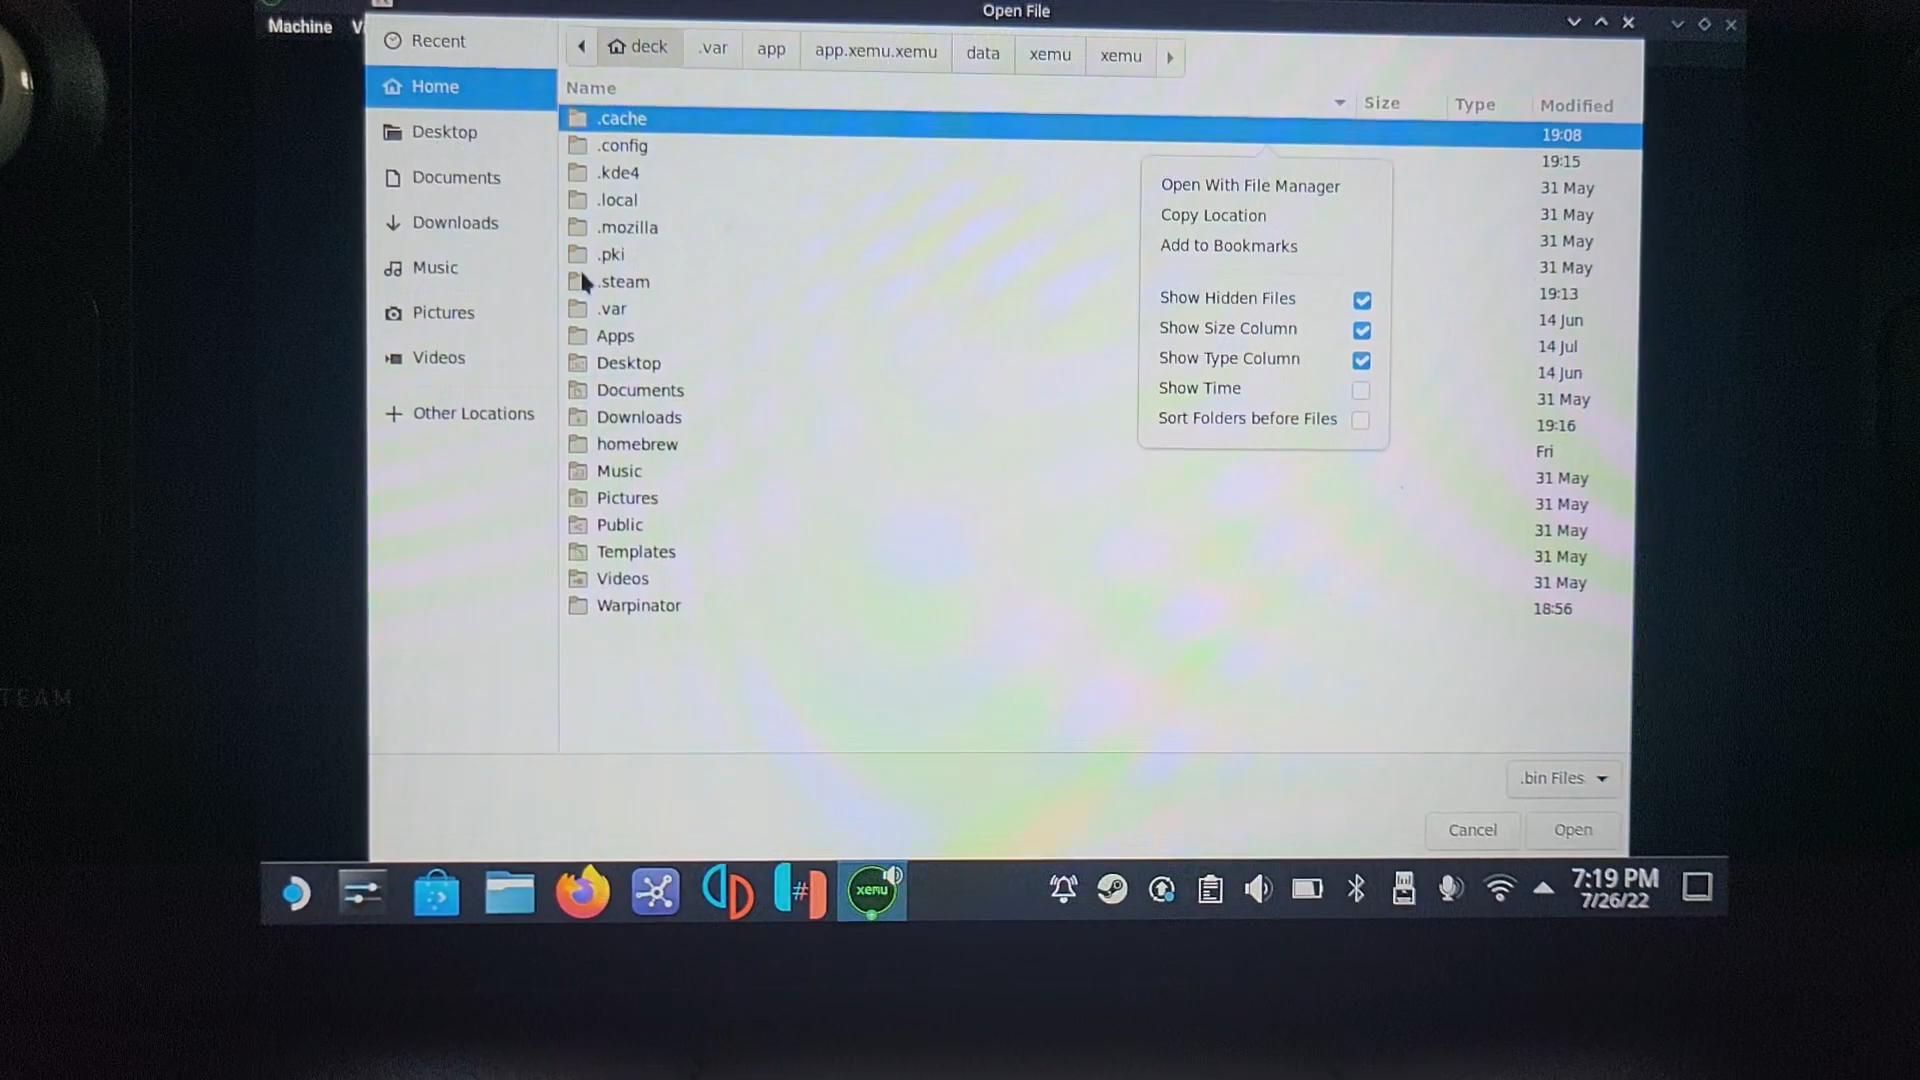 Open File
Machine
Recent
deck .var app app.xemu.xemu data xemu xemu
Home
Name Size Type Modified
.cache 19:08
.config 19:15
.kde4 31 May
.local 31 May
.mozilla 31 May
.pki 31 May
.steam 19:13
.var 14 Jun
Apps 14 Jul
Desktop 14 Jun
Documents 31 May
Downloads 19:16
homebrew Fri
Music 31 May
Pictures 31 May
Public 31 May
Templates 31 May
Videos 31 May
Warpinator 18:56
Desktop
Documents
Downloads
Music
Pictures
Videos
Other Locations
Open With File Manager
Copy Location
Add to Bookmarks
Show Hidden Files
Show Size Column
Show Type Column
Show Time
Sort Folders before Files
TEAM
.bin Files
Cancel Open
#
xemu
7:19 PM
7/26/22